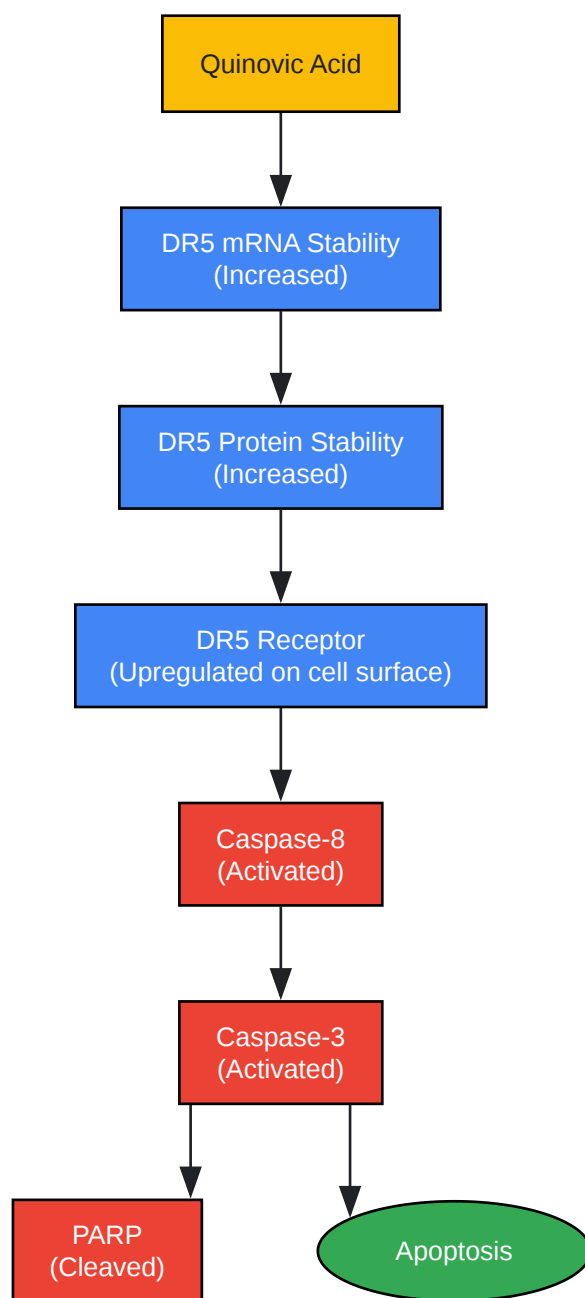 Quinovic Acid
DR5 mRNA Stability
(Increased)
DR5 Protein Stability
(Increased)
DR5 Receptor
(Upregulated on cell surface)
Caspase-8
(Activated)
Caspase-3
(Activated)
PARP
(Cleaved)
Apoptosis